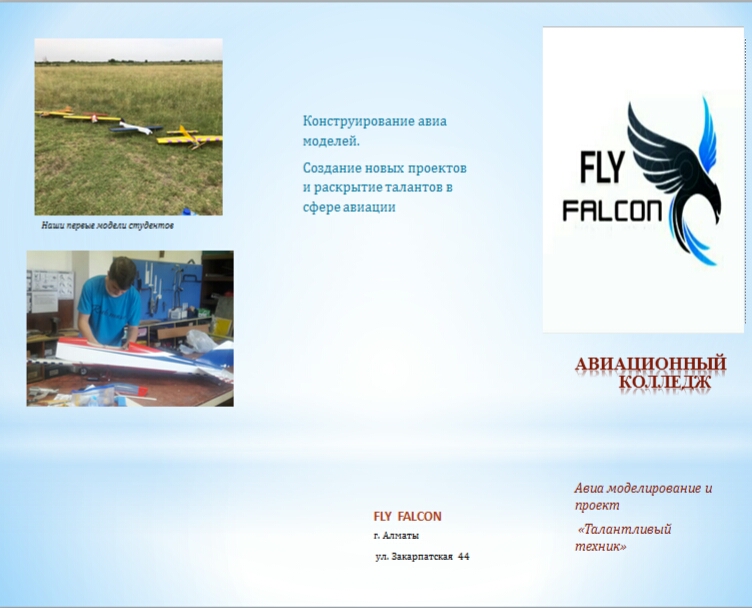 Наши первые модели студентов
Конструирование авиа
моделей.
Создание новых проектов
и раскрытие талантов в
сфере авиации
FLY FALCON
г. Алматы
ул. Закарпатская 44
FLY
FALCON
АВИАЦИОННЫЙ
КОЛЛЕДЖ
Авиа моделирование и
проект
«Талантливый
техник»